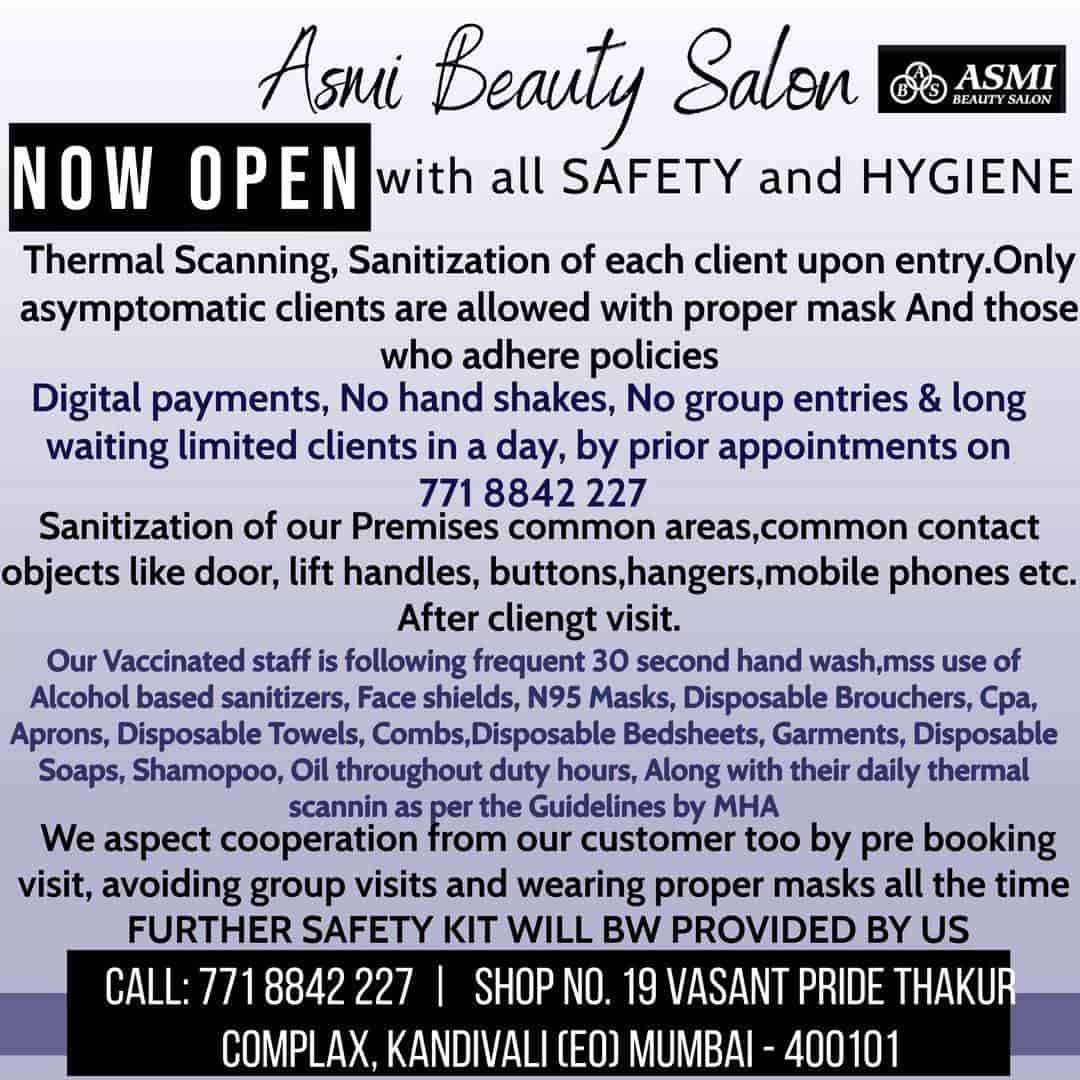 Asmi Beauty Salon
BAS ASMI
BEAUTY SALON
NOW OPEN with all SAFETY and HYGIENE
Thermal Scanning, Sanitization of each client upon entry.Only
asymptomatic clients are allowed with proper mask And those
who adhere policies
Digital payments, No hand shakes, No group entries & long
waiting limited clients in a day, by prior appointments on
771 8842 227
Sanitization of our Premises common areas,common contact
objects like door, lift handles, buttons,hangers,mobile phones etc.
After cliengt visit.
Our Vaccinated staff is following frequent 30 second hand wash,mss use of
Alcohol based sanitizers, Face shields, N95 Masks, Disposable Brouchers, Cpa,
Aprons, Disposable Towels, Combs,Disposable Bedsheets, Garments, Disposable
Soaps, Shamopoo, Oil throughout duty hours, Along with their daily thermal
scannin as per the Guidelines by MHA
We aspect cooperation from our customer too by pre booking
visit, avoiding group visits and wearing proper masks all the time
FURTHER SAFETY KIT WILL BW PROVIDED BY US
CALL: 771 8842 227 | SHOP NO. 19 VASANT PRIDE THAKUR
COMPLAX, KANDIVALI (EO) MUMBAI - 400101